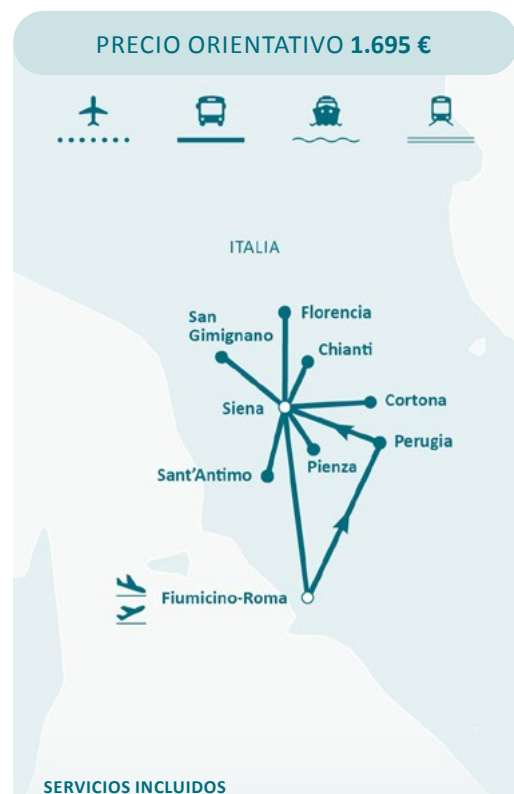 PRECIO ORIENTATIVO 1.695 €
ITALIA
San
Gimignano
Florencia
Chianti
Siena
Cortona
Perugia
Pienza
Sant'Antimo
Fiumicino-Roma
SERVICIOS INCLUIDOS